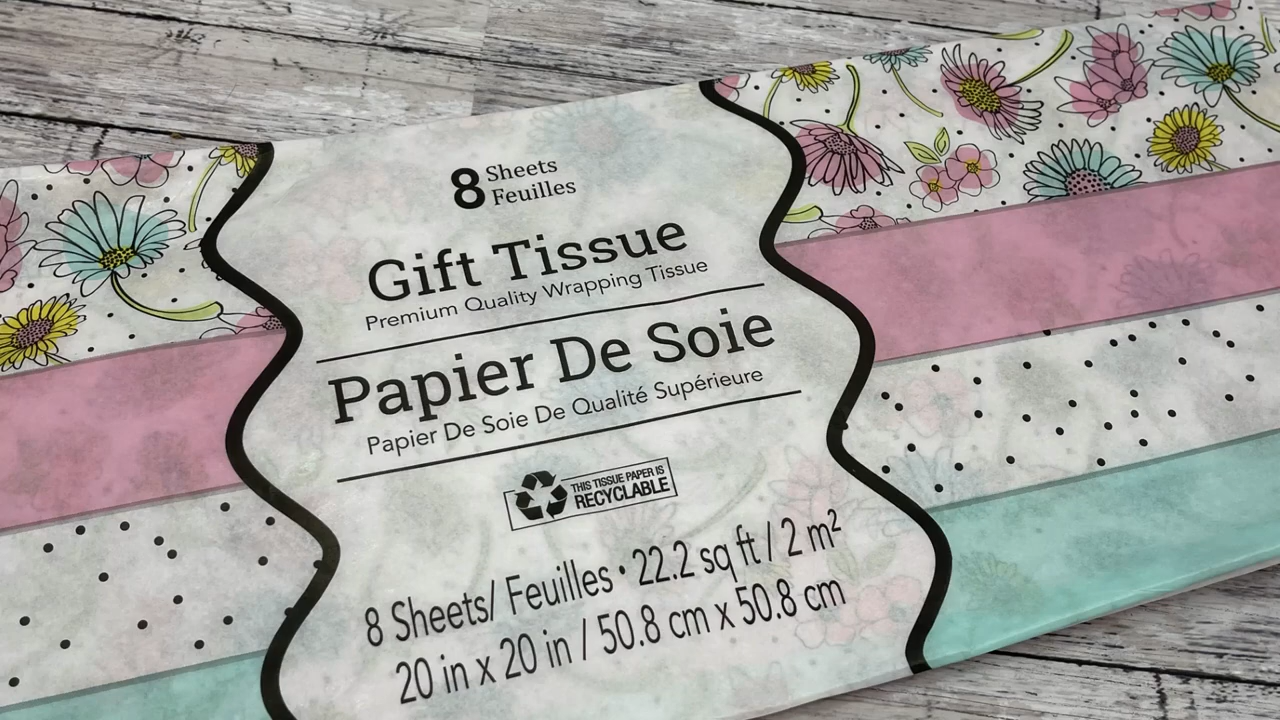 8 Sheets
Feuilles
Gift Tissue
Premium Quality Wrapping Tissue
Papier De Soie
Papier De Soie De Qualité Supérieure
THIS TISSUE PAPER IS
RECYCLABLE
8 Sheets/ Feuilles • 22.2 sq ft / 2 m²
20 in x 20 in / 50.8 cm x 50.8 cm